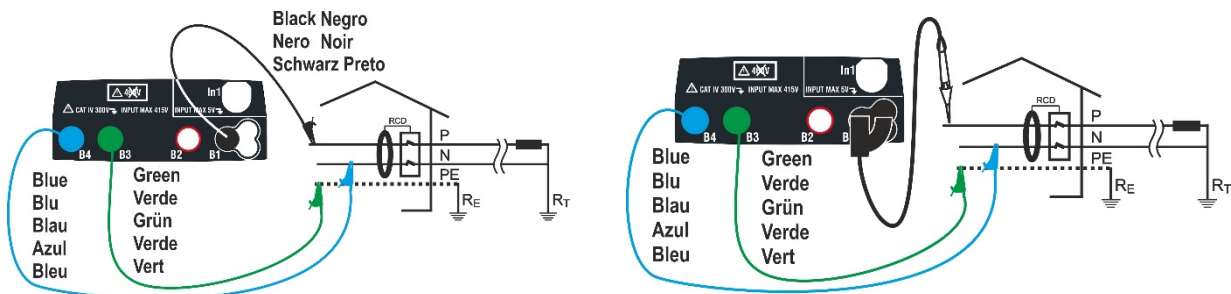 Black Negro
Nero Noir
Schwarz Preto
In1
CAT IV 300V INPUT MAX 415V INPUT MAX 5V
B4 B3 B2 B1
Blue
Blu
Blau
Azul
Bleu
Green
Verde
Grün
Verde
Vert
RCD
P
N
PE
RE
RT
In1
CAT IV 300V INPUT MAX 415V INPUT MAX 5V
B4 B3 B2
Blue
Blu
Blau
Azul
Bleu
Green
Verde
Grün
Verde
Vert
RCD
P
N
PE
RE
RT